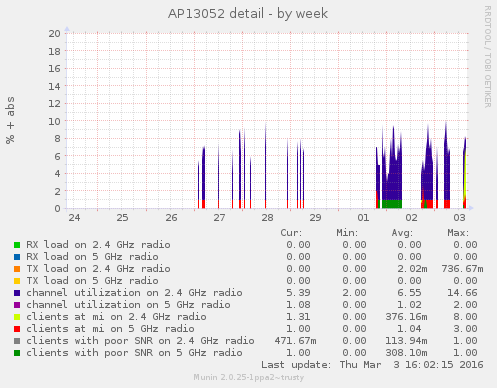 AP13052 detail - by week
RRDTOOL / TOBI OETIKER
% + abs
20
18
16
14
12
10
8
6
4
2
0
24 25 26 27 28 29 01 02 03
Cur: Min: Avg: Max:
RX load on 2.4 GHz radio 0.00 0.00 0.00 0.00
RX load on 5 GHz radio 0.00 0.00 0.00 0.00
TX load on 2.4 GHz radio 0.00 0.00 2.02m 736.67m
TX load on 5 GHz radio 0.00 0.00 0.00 0.00
channel utilization on 2.4 GHz radio 5.39 2.00 6.55 14.66
channel utilization on 5 GHz radio 1.08 0.00 1.02 2.00
clients at mi on 2.4 GHz radio 1.31 0.00 376.16m 8.00
clients at mi on 5 GHz radio 1.00 0.00 1.04 3.00
clients with poor SNR on 2.4 GHz radio 471.67m 0.00 113.94m 1.00
clients with poor SNR on 5 GHz radio 1.00 0.00 308.10m 1.00
Last update: Thu Mar 3 16:02:15 2016
Munin 2.0.25-1ppa2~trusty